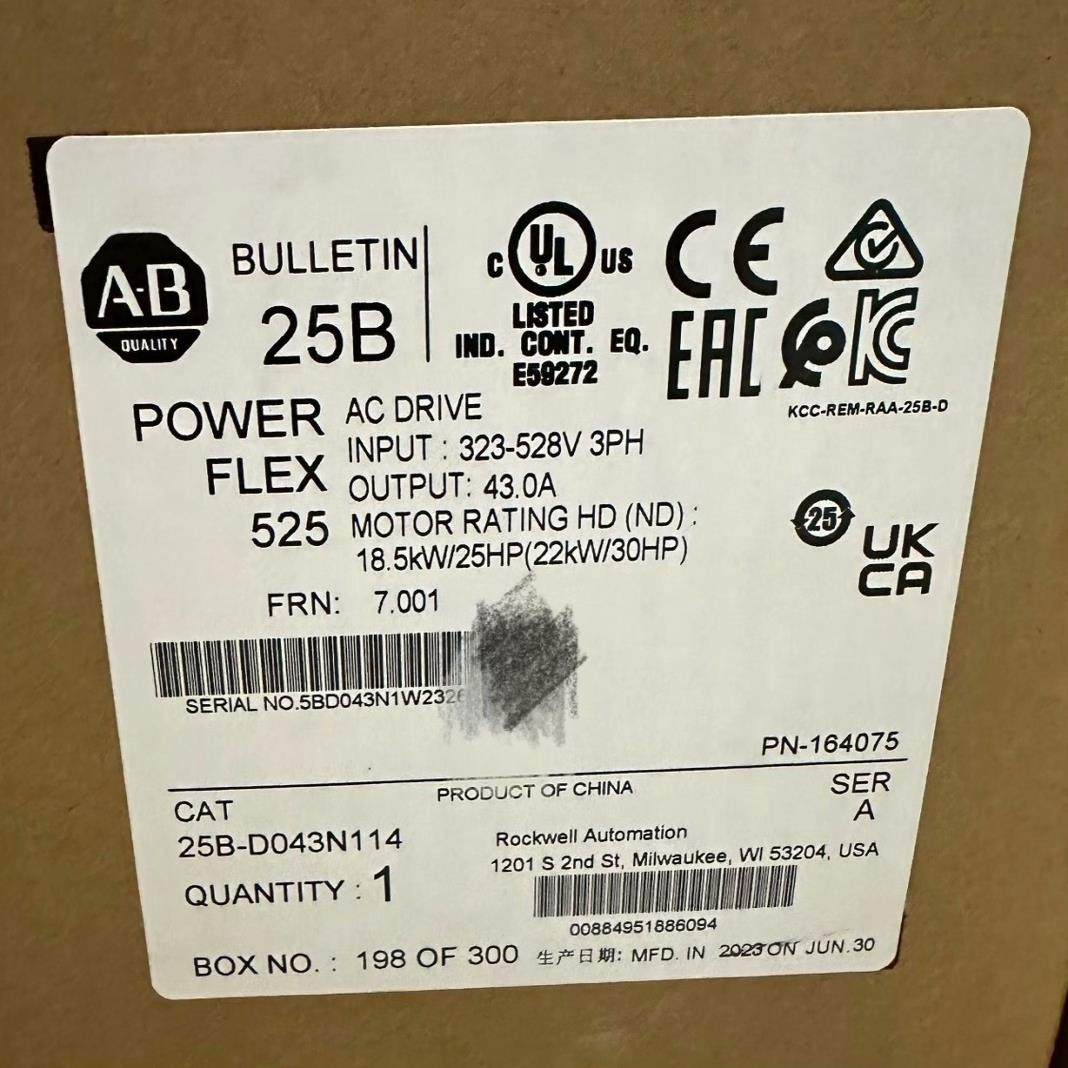 A-B
QUALITY
BULLETIN
25B
C UL US
LISTED
IND. CONT. EQ.
E59272
CE
EAC
KC
KCC-REM-RAA-25B-D
POWER
FLEX
525
AC DRIVE
INPUT : 323-528V 3PH
OUTPUT: 43.0A
MOTOR RATING HD (ND) :
18.5kW/25HP(22kW/30HP)
25
UK
CA
FRN: 7.001
SERIAL NO.5BD043N1W2326
PN-164075
CAT
25B-D043N114
PRODUCT OF CHINA
SER
A
Rockwell Automation
1201 S 2nd St, Milwaukee, WI 53204, USA
QUANTITY : 1
00884951886094
BOX NO. : 198 OF 300
生产日期: MFD. IN 2023 ON JUN.30